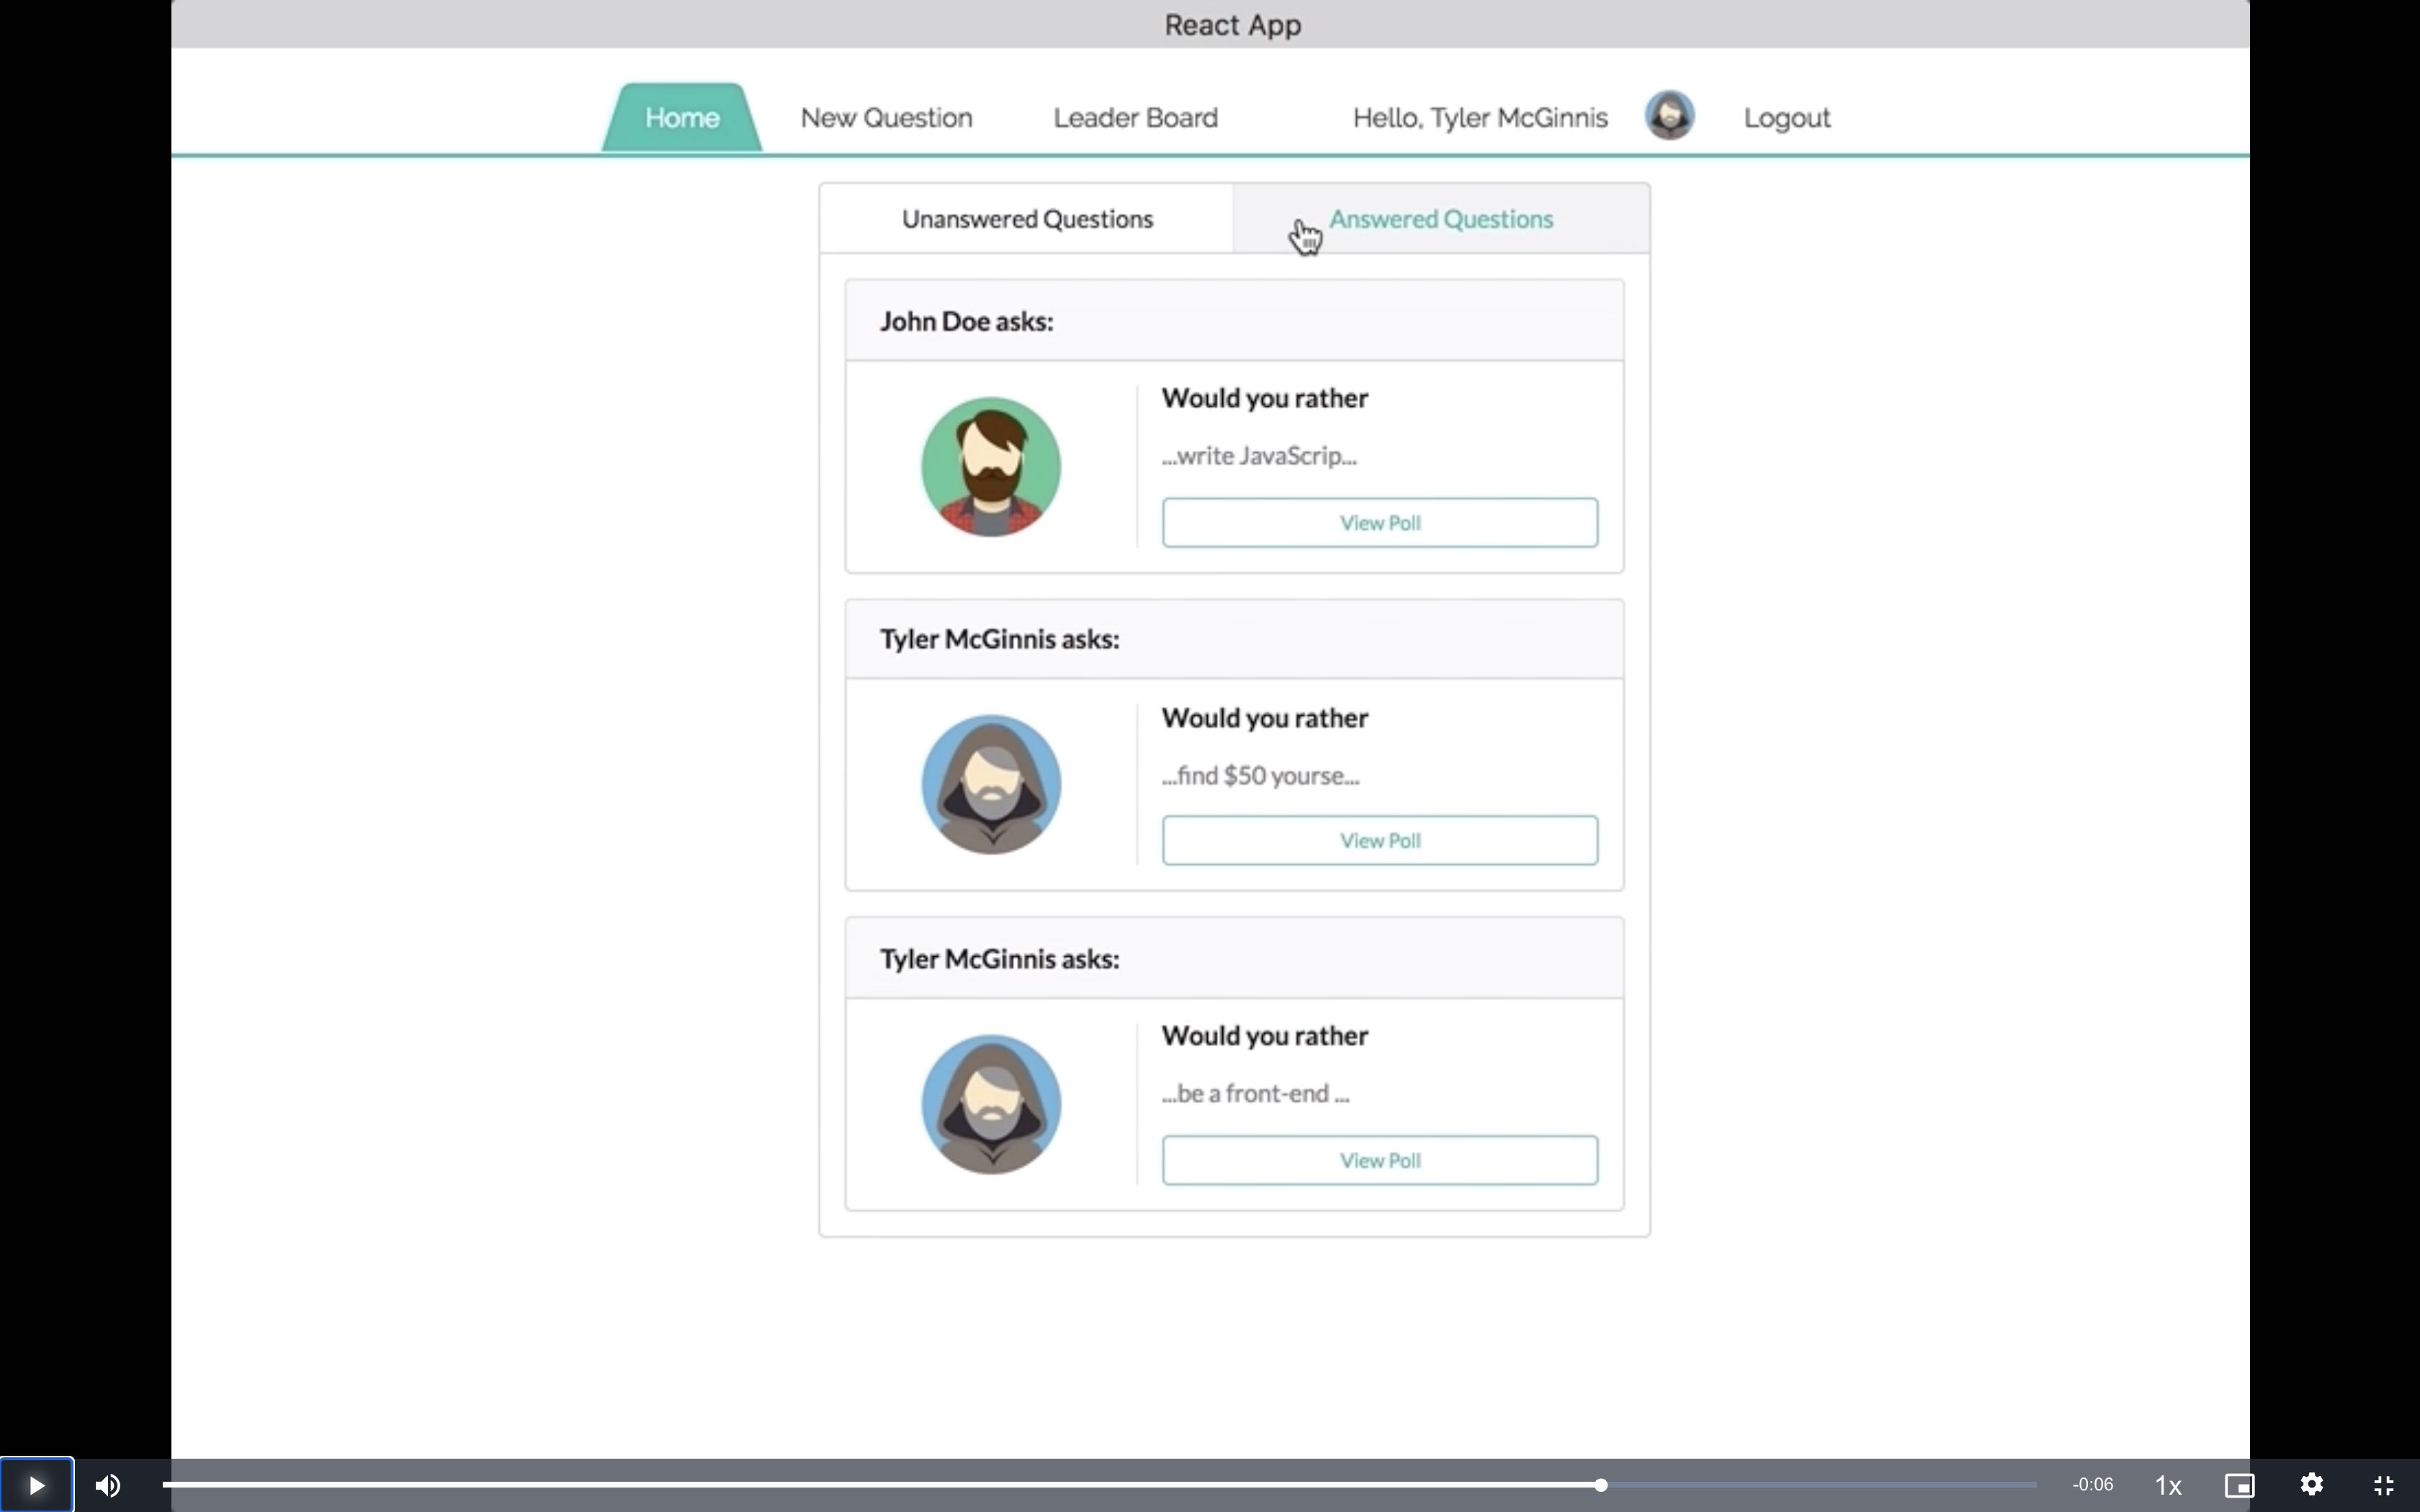 React App
Home New Question Leader Board Hello, Tyler McGinnis Logout
Unanswered Questions Answered Questions
John Doe asks:
Would you rather
...write JavaScrip...
View Poll
Tyler McGinnis asks:
Would you rather
...find $50 yourse...
View Poll
Tyler McGinnis asks:
Would you rather
...be a front-end ...
View Poll
-0:06 1x